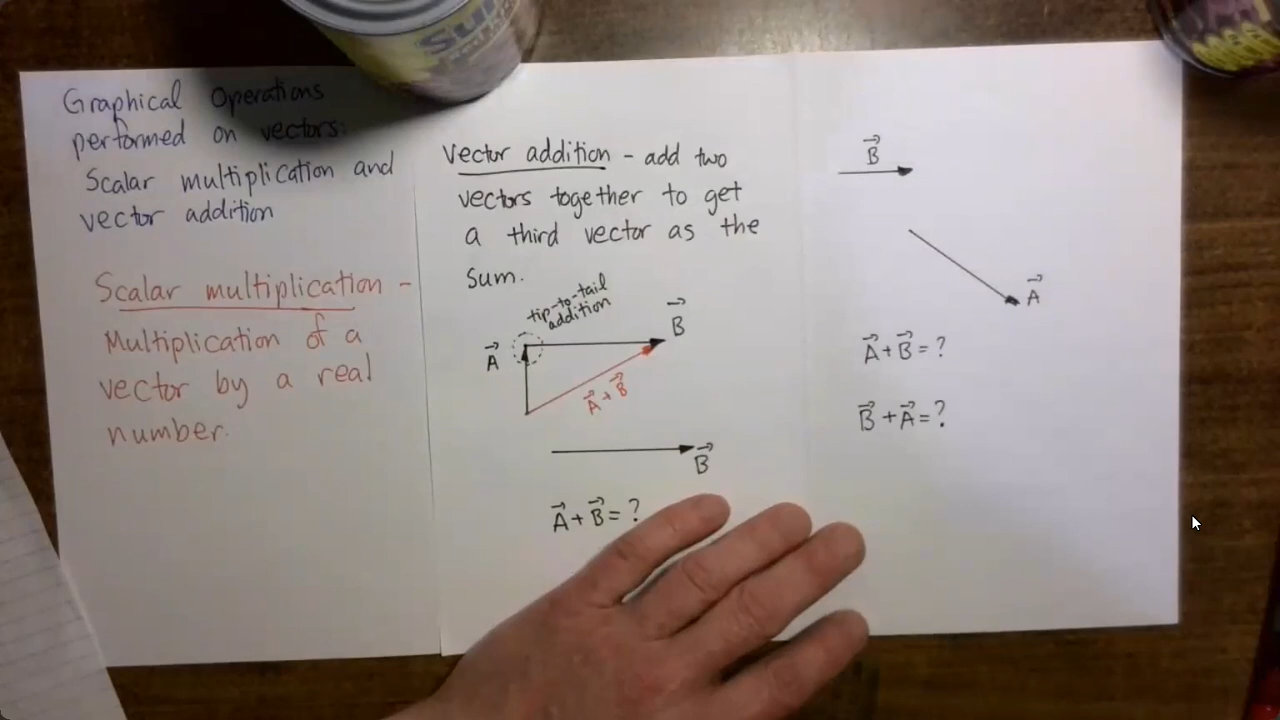 Graphical Operations
performed on vectors:
Scalar multiplication and
vector addition
Scalar multiplication -
Multiplication of a
vector by a real
number.
Vector addition - add two
vectors together to get
a third vector as the
sum.
tip-to-tail
addition
A⃗
B⃗
A⃗ + B⃗
B⃗
A⃗ + B⃗ = ?
B⃗
A⃗
A⃗ + B⃗ = ?
B⃗ + A⃗ = ?